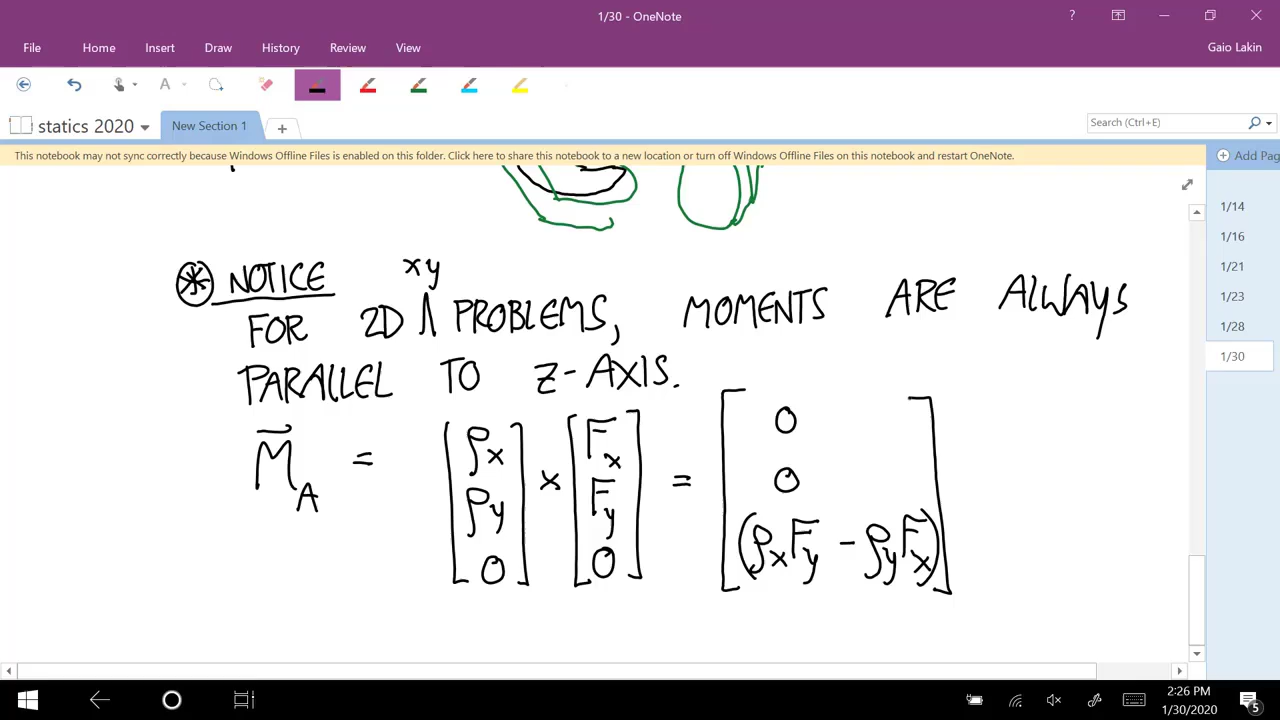 1/30 - OneNote
?
File Home Insert Draw History Review View
Gaio Lakin
A
statics 2020
New Section 1
+
Search (Ctrl+E)
This notebook may not sync correctly because Windows Offline Files is enabled on this folder. Click here to share this notebook to a new location or turn off Windows Offline Files on this notebook and restart OneNote.
Add Pag
1/14
1/16
1/21
1/23
1/28
1/30
⊛ NOTICE xy
FOR 2D ∧ PROBLEMS, MOMENTS ARE ALWAYS
PARALLEL TO Z-AXIS.
M⃗_A = [ρx ρy 0] × [Fx Fy 0] = [0 0 (ρxFy - ρyFx)]
2:26 PM
1/30/2020
5